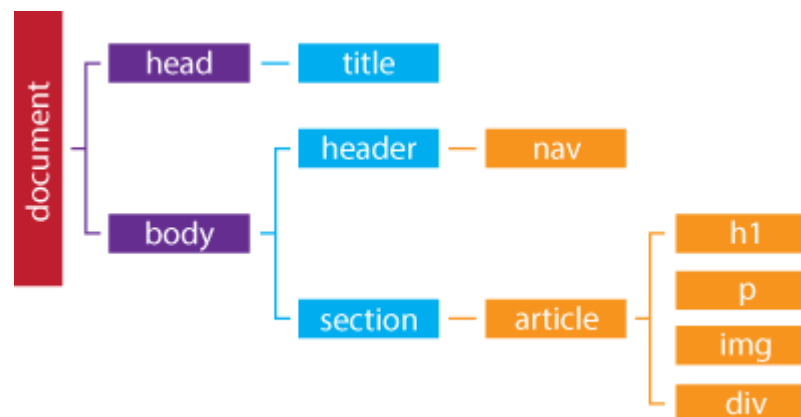 document
head
title
body
header
nav
section
article
h1
p
img
div